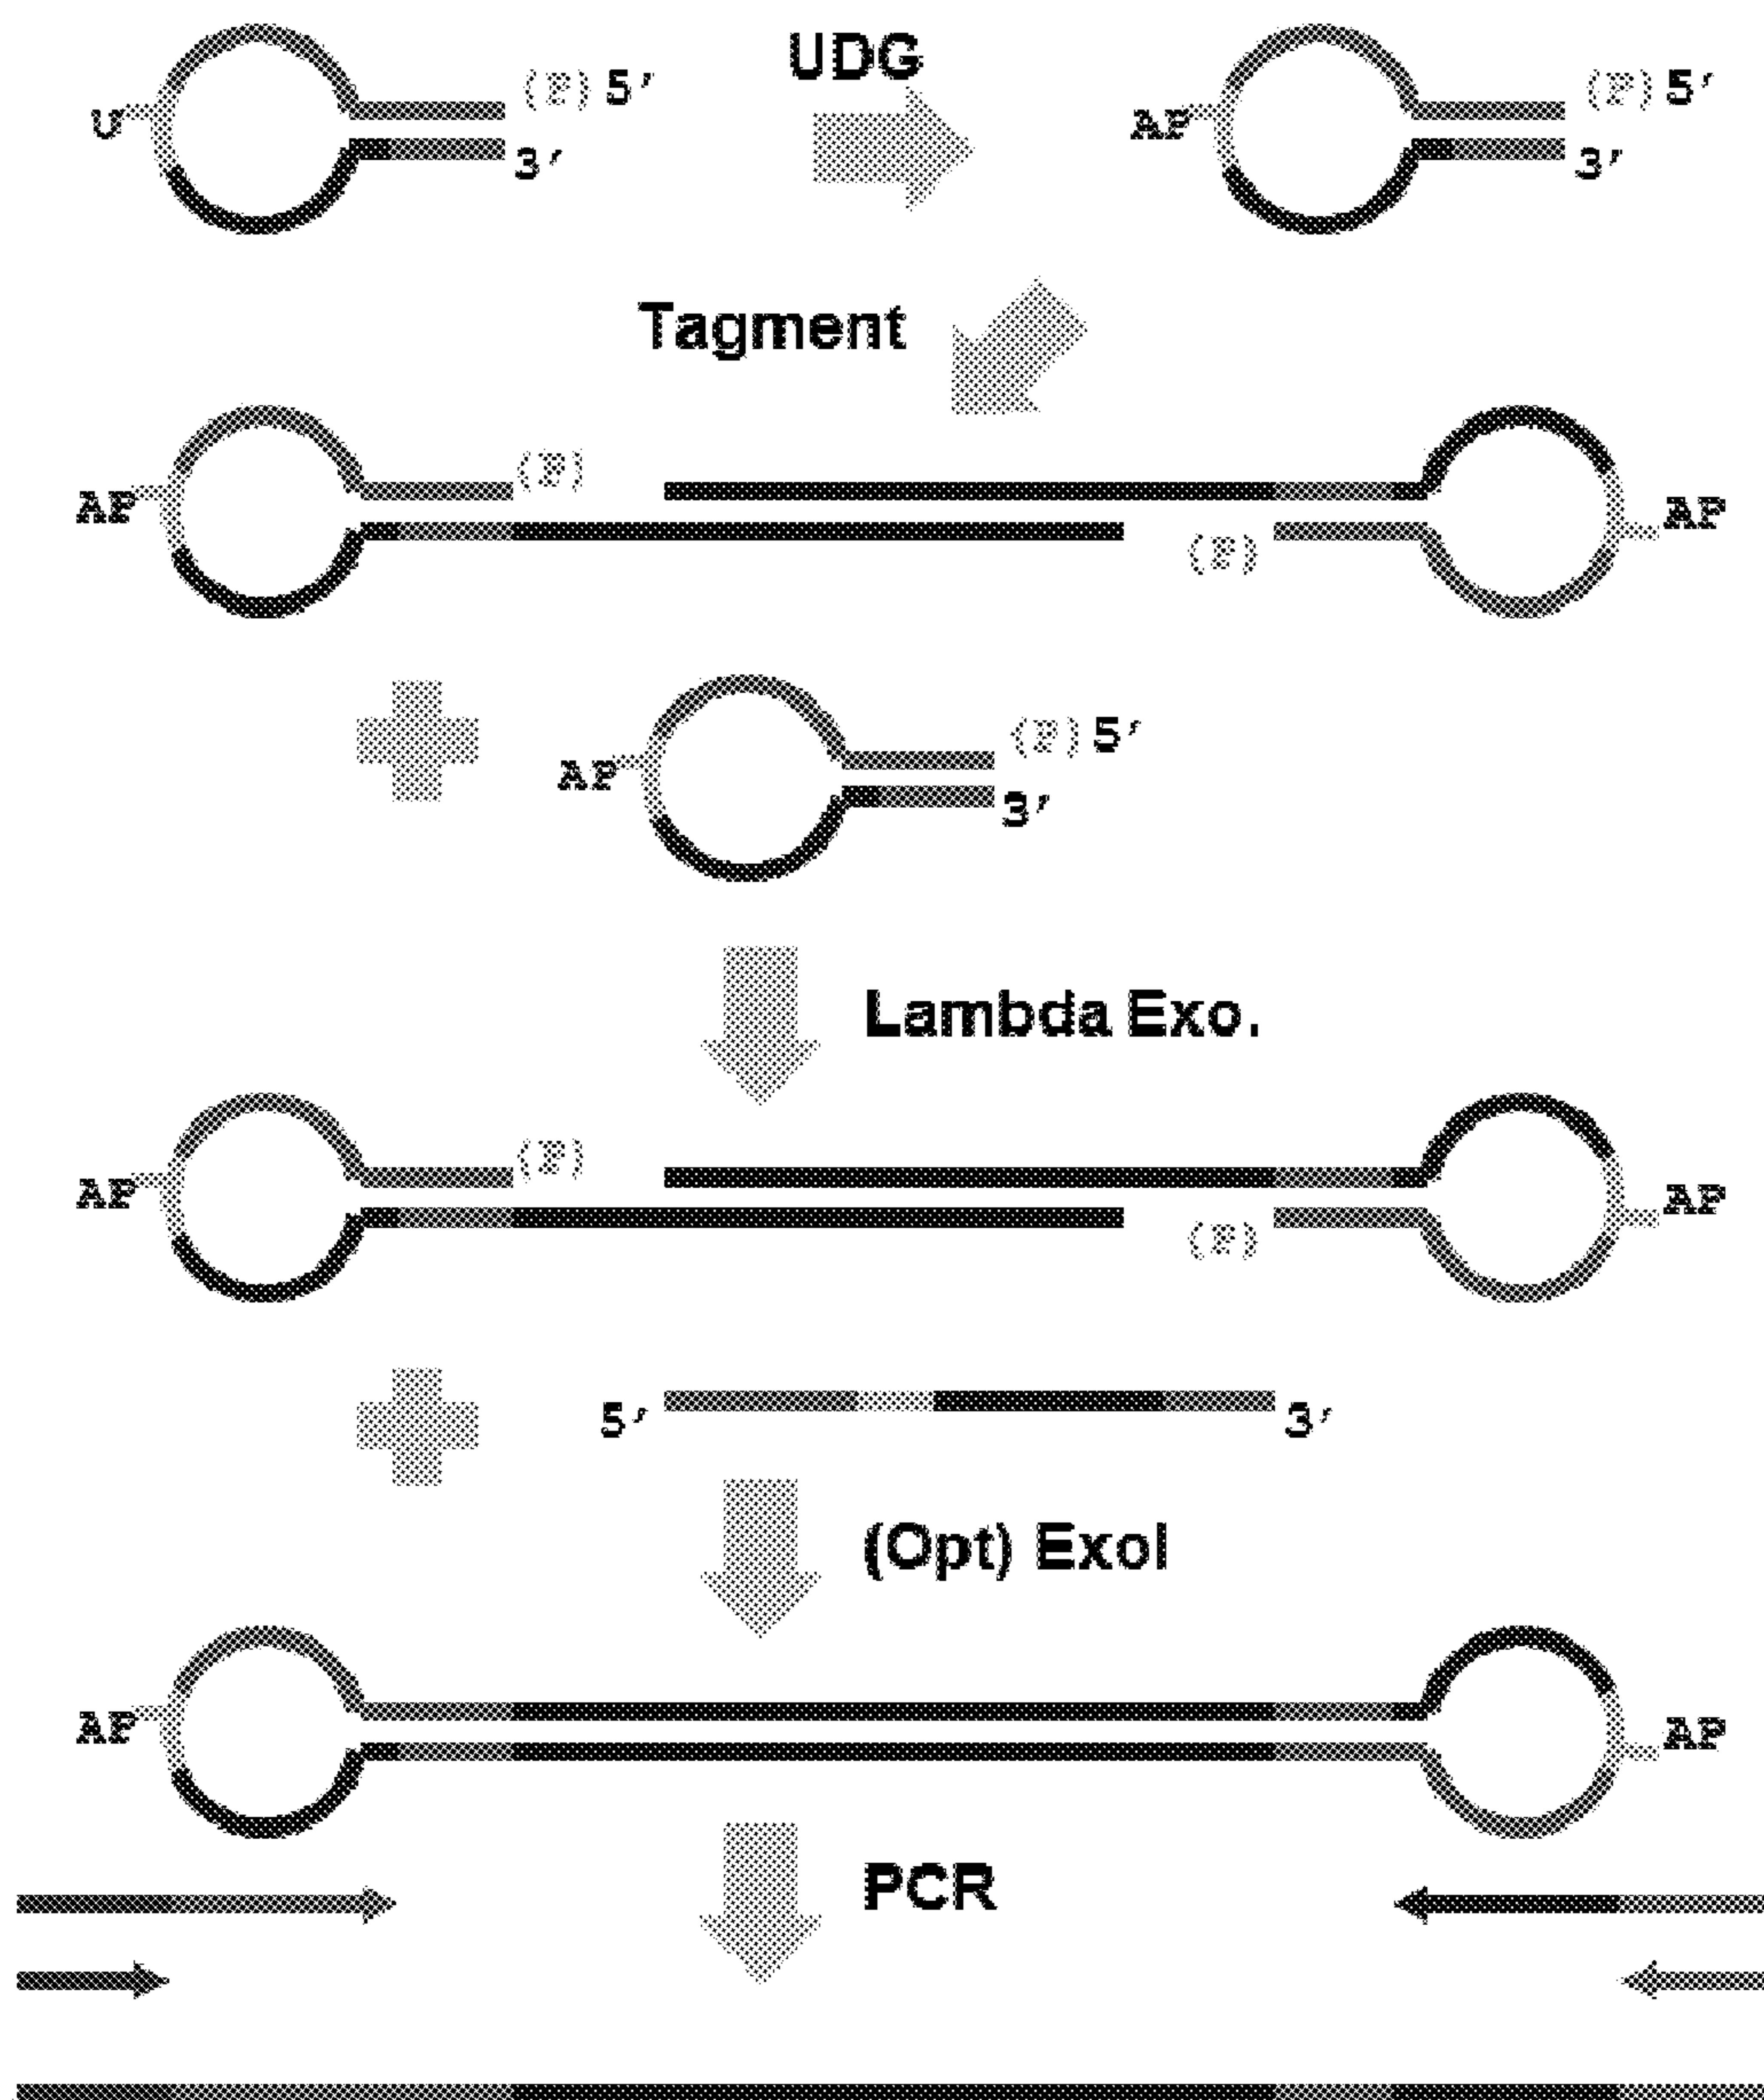 UDG
U (P) 5′
3′
AP (P) 5′
3′
Tagment
AP (P)
(P) AP
(P) 5′
AP
3′
Lambda Exo.
AP (P)
(P) AP
5′ 3′
(Opt) ExoI
AP AP
PCR